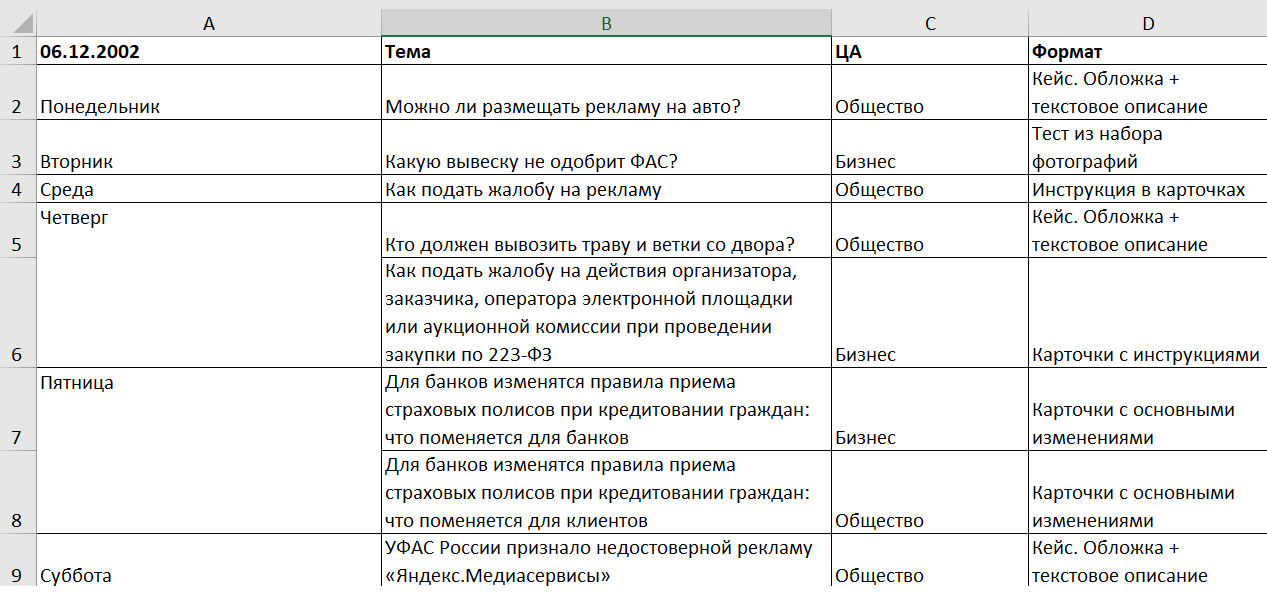 A B C D
1 06.12.2002 Тема ЦА Формат
Кейс. Обложка +
2 Понедельник Можно ли размещать рекламу на авто? Общество текстовое описание
Тест из набора
3 Вторник Какую вывеску не одобрит ФАС? Бизнес фотографий
4 Среда Как подать жалобу на рекламу Общество Инструкция в карточках
Четверг Кейс. Обложка +
5 Кто должен вывозить траву и ветки со двора? Общество текстовое описание
Как подать жалобу на действия организатора,
заказчика, оператора электронной площадки
или аукционной комиссии при проведении
6 закупки по 223-ФЗ Бизнес Карточки с инструкциями
Пятница Для банков изменятся правила приема
страховых полисов при кредитовании граждан: Карточки с основными
7 что поменяется для банков Бизнес изменениями
Для банков изменятся правила приема
страховых полисов при кредитовании граждан: Карточки с основными
8 что поменяется для клиентов Общество изменениями
УФАС России признало недостоверной рекламу Кейс. Обложка +
9 Суббота «Яндекс.Медиасервисы» Общество текстовое описание